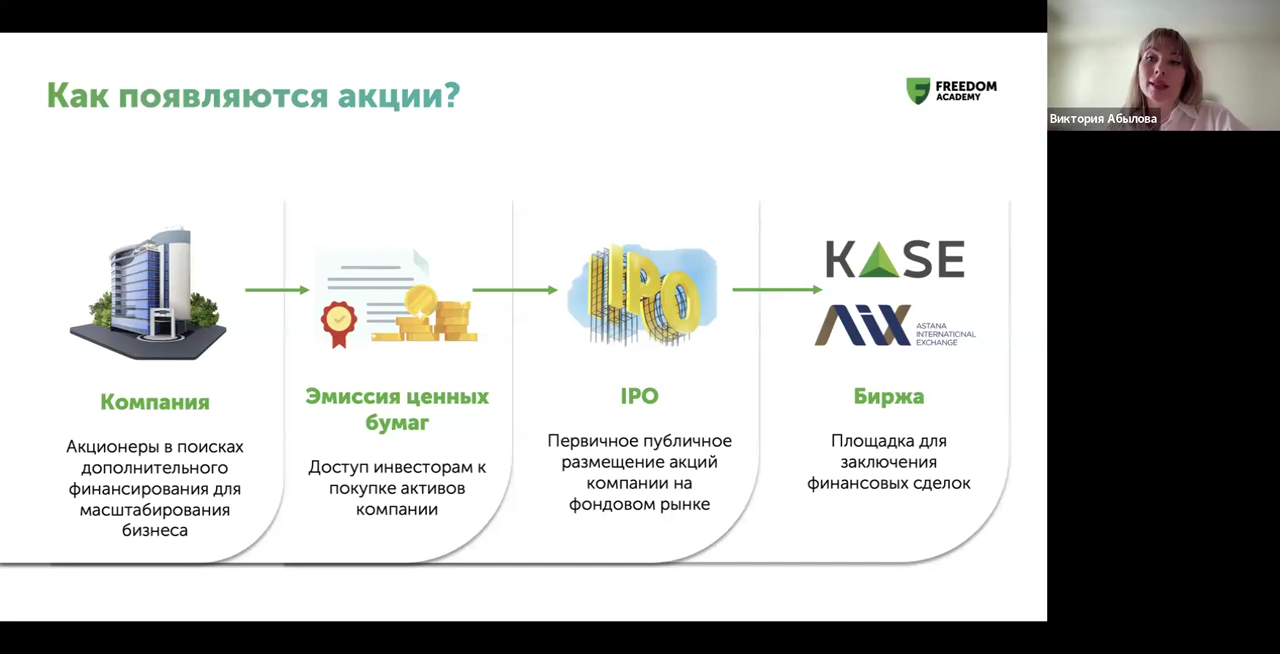 Как появляются акции?
FREEDOM
ACADEMY
Виктория Абылова
IPO
KASE
AIX
ASTANA
INTERNATIONAL
EXCHANGE
Компания
Акционеры в поисках
дополнительного
финансирования для
масштабирования
бизнеса
Эмиссия ценных
бумаг
Доступ инвесторам к
покупке активов
компании
IPO
Первичное публичное
размещение акций
компании на
фондовом рынке
Биржа
Площадка для
заключения
финансовых сделок